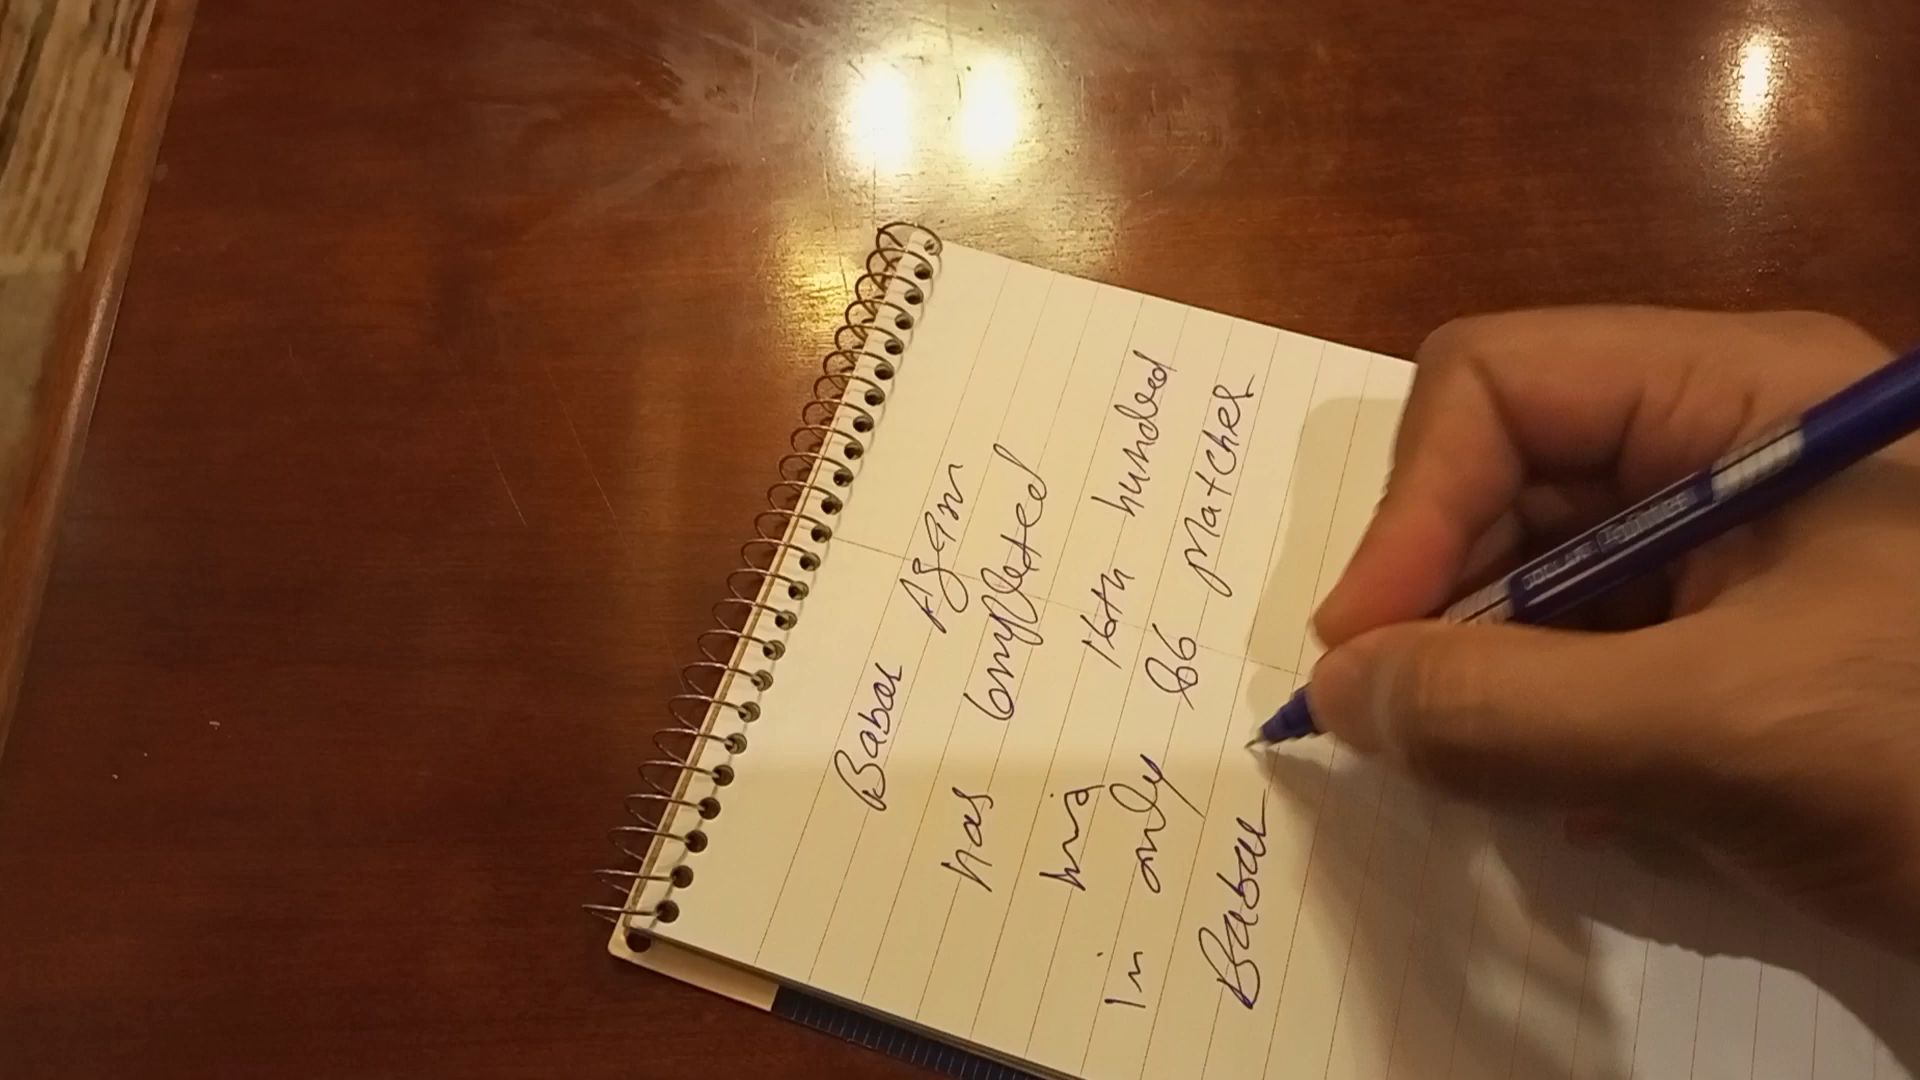 Babar Azam
has completed
his 16th hundred
in only 86 Matches
Babar